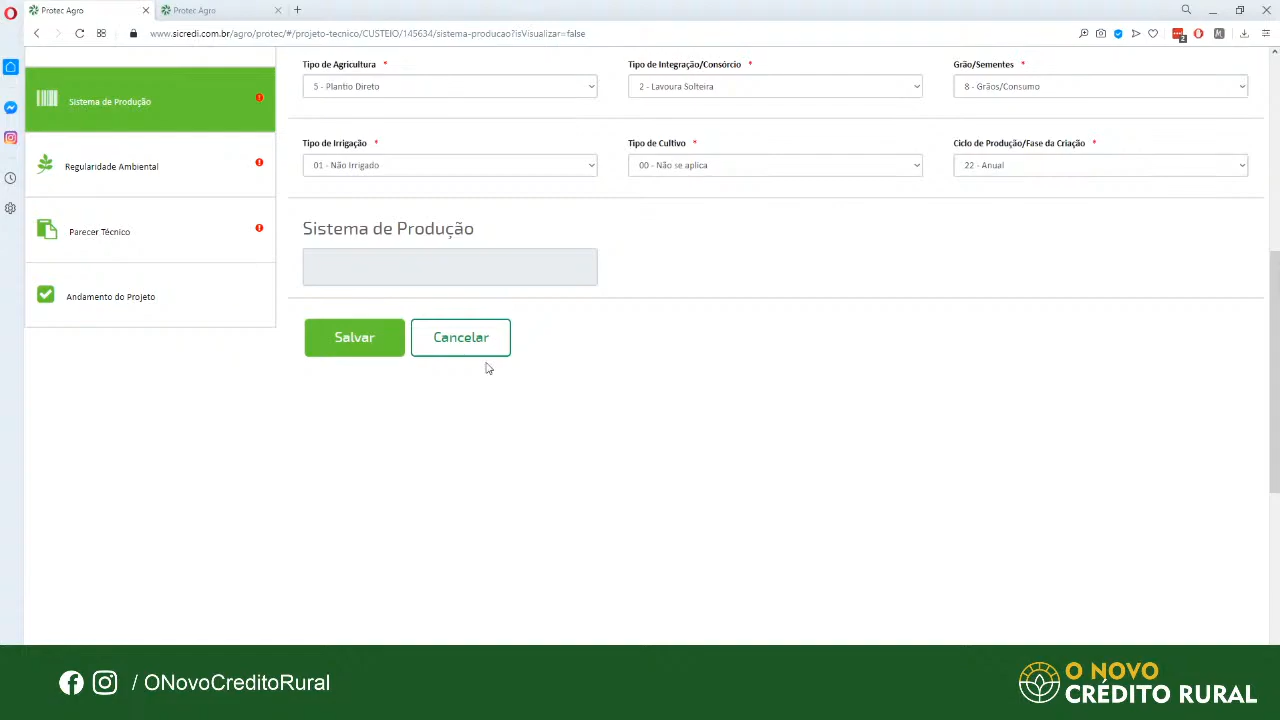 Protec Agro
Protec Agro
www.sicredi.com.br/agro/protec/#/projeto-tecnico/CUSTEIO/145634/sistema-producao?isVisualizar=false
Sistema de Produção
Regularidade Ambiental
Parecer Técnico
Andamento do Projeto
Tipo de Agricultura *
Tipo de Integração/Consórcio *
Grão/Sementes *
5 - Plantio Direto
2 - Lavoura Solteira
8 - Grãos/Consumo
Tipo de Irrigação *
Tipo de Cultivo *
Ciclo de Produção/Fase da Criação *
01 - Não Irrigado
00 - Não se aplica
22 - Anual
Sistema de Produção
Salvar
Cancelar
/ ONovoCreditoRural
O NOVO
CRÉDITO RURAL